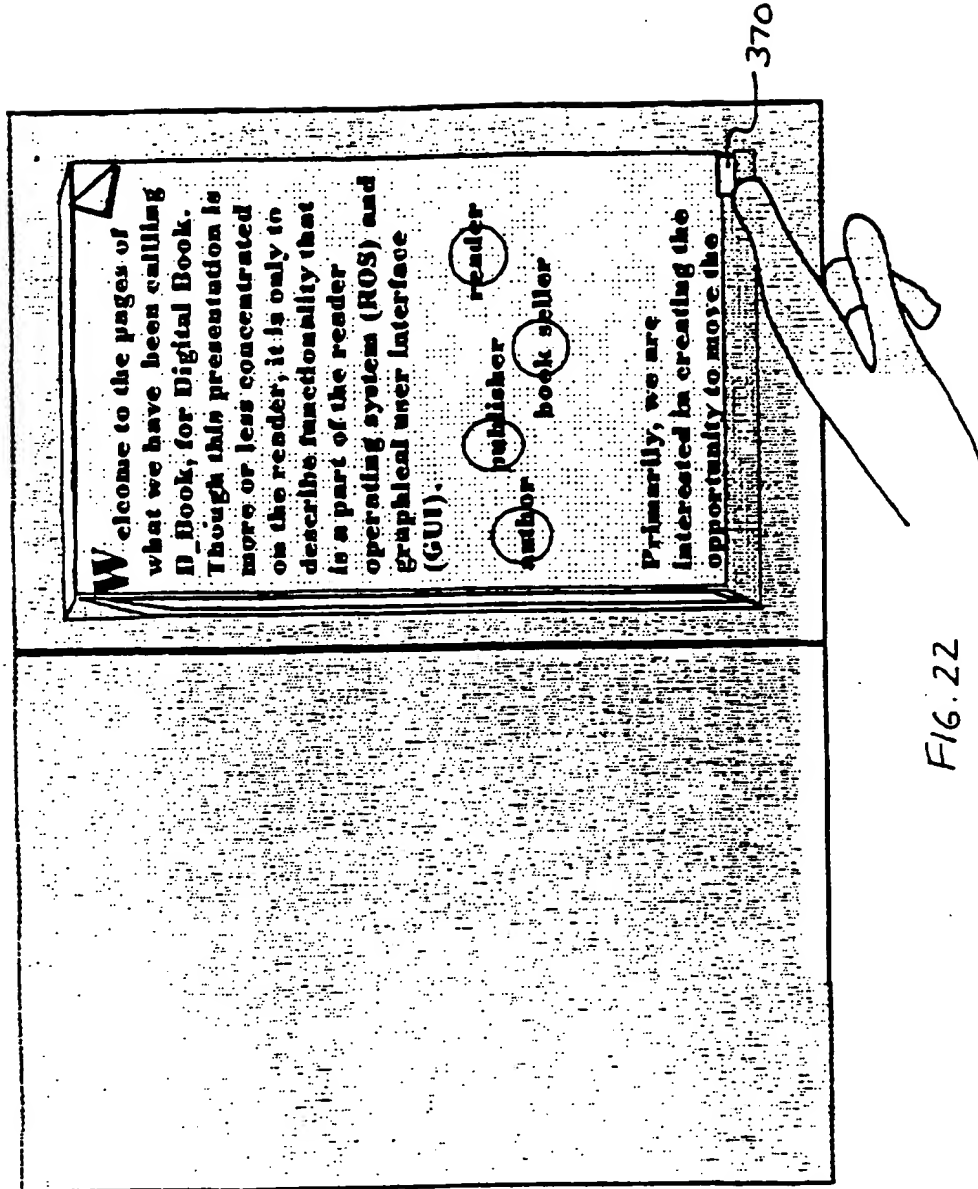 Welcome to the pages of
what we have been callling
D_Book, for Digital Book.
Though this presentation is
more or less concentrated
on the reader, it is only to
describe functionality that
is a part of the reader
operating system (ROS) and
graphical user interface
(GUI).
author publisher book seller reader
Primarily, we are
interested in creating the
opportunity to move the
370
FIG. 22